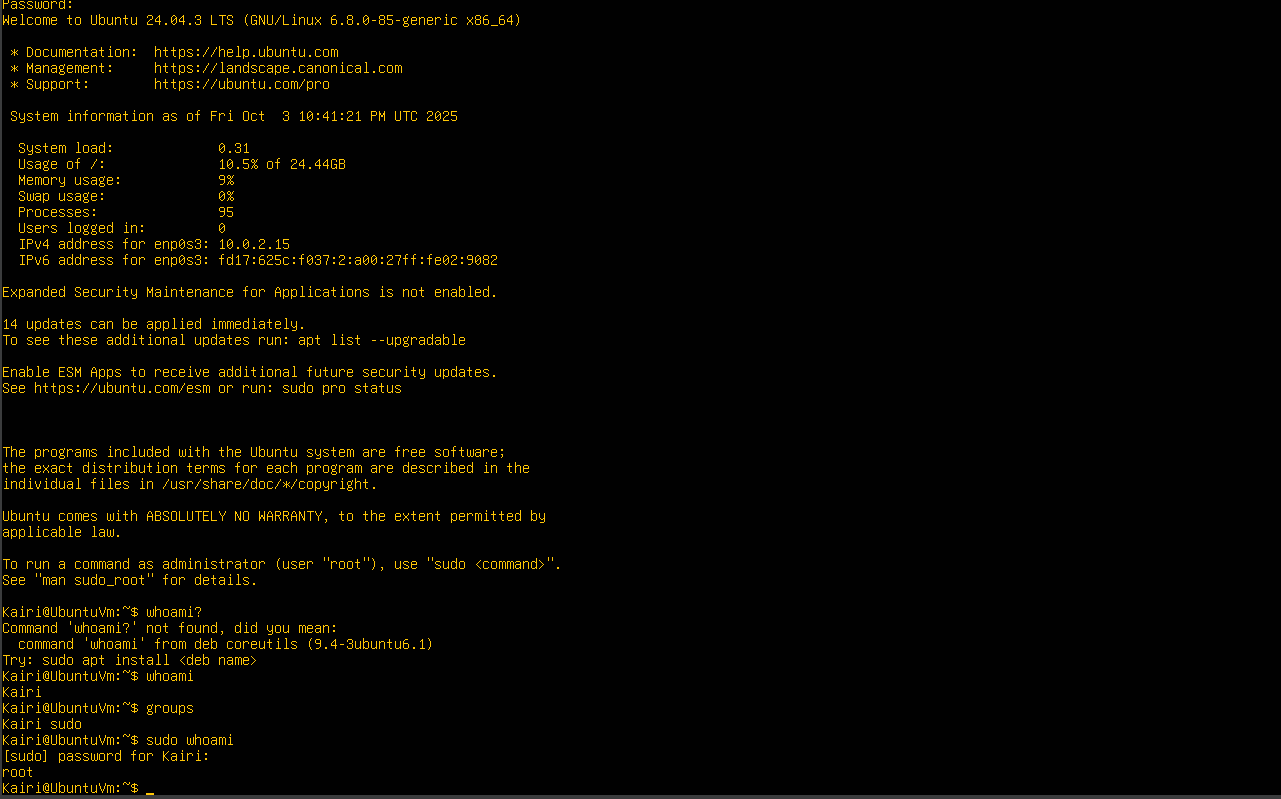 Password:
Welcome to Ubuntu 24.04.3 LTS (GNU/Linux 6.8.0-85-generic x86_64)
* Documentation:  https://help.ubuntu.com
* Management:     https://landscape.canonical.com
* Support:        https://ubuntu.com/pro
System information as of Fri Oct  3 10:41:21 PM UTC 2025
System load:             0.31
Usage of /:              10.5% of 24.44GB
Memory usage:            9%
Swap usage:              0%
Processes:               95
Users logged in:         0
IPv4 address for enp0s3: 10.0.2.15
IPv6 address for enp0s3: fd17:625c:f037:2:a00:27ff:fe02:9082
Expanded Security Maintenance for Applications is not enabled.
14 updates can be applied immediately.
To see these additional updates run: apt list --upgradable
Enable ESM Apps to receive additional future security updates.
See https://ubuntu.com/esm or run: sudo pro status
The programs included with the Ubuntu system are free software;
the exact distribution terms for each program are described in the
individual files in /usr/share/doc/*/copyright.
Ubuntu comes with ABSOLUTELY NO WARRANTY, to the extent permitted by
applicable law.
To run a command as administrator (user "root"), use "sudo <command>".
See "man sudo_root" for details.
Kairi@UbuntuVm:~$ whoami?
Command 'whoami?' not found, did you mean:
command 'whoami' from deb coreutils (9.4-3ubuntu6.1)
Try: sudo apt install <deb name>
Kairi@UbuntuVm:~$ whoami
Kairi
Kairi@UbuntuVm:~$ groups
Kairi sudo
Kairi@UbuntuVm:~$ sudo whoami
[sudo] password for Kairi:
root
Kairi@UbuntuVm:~$ _